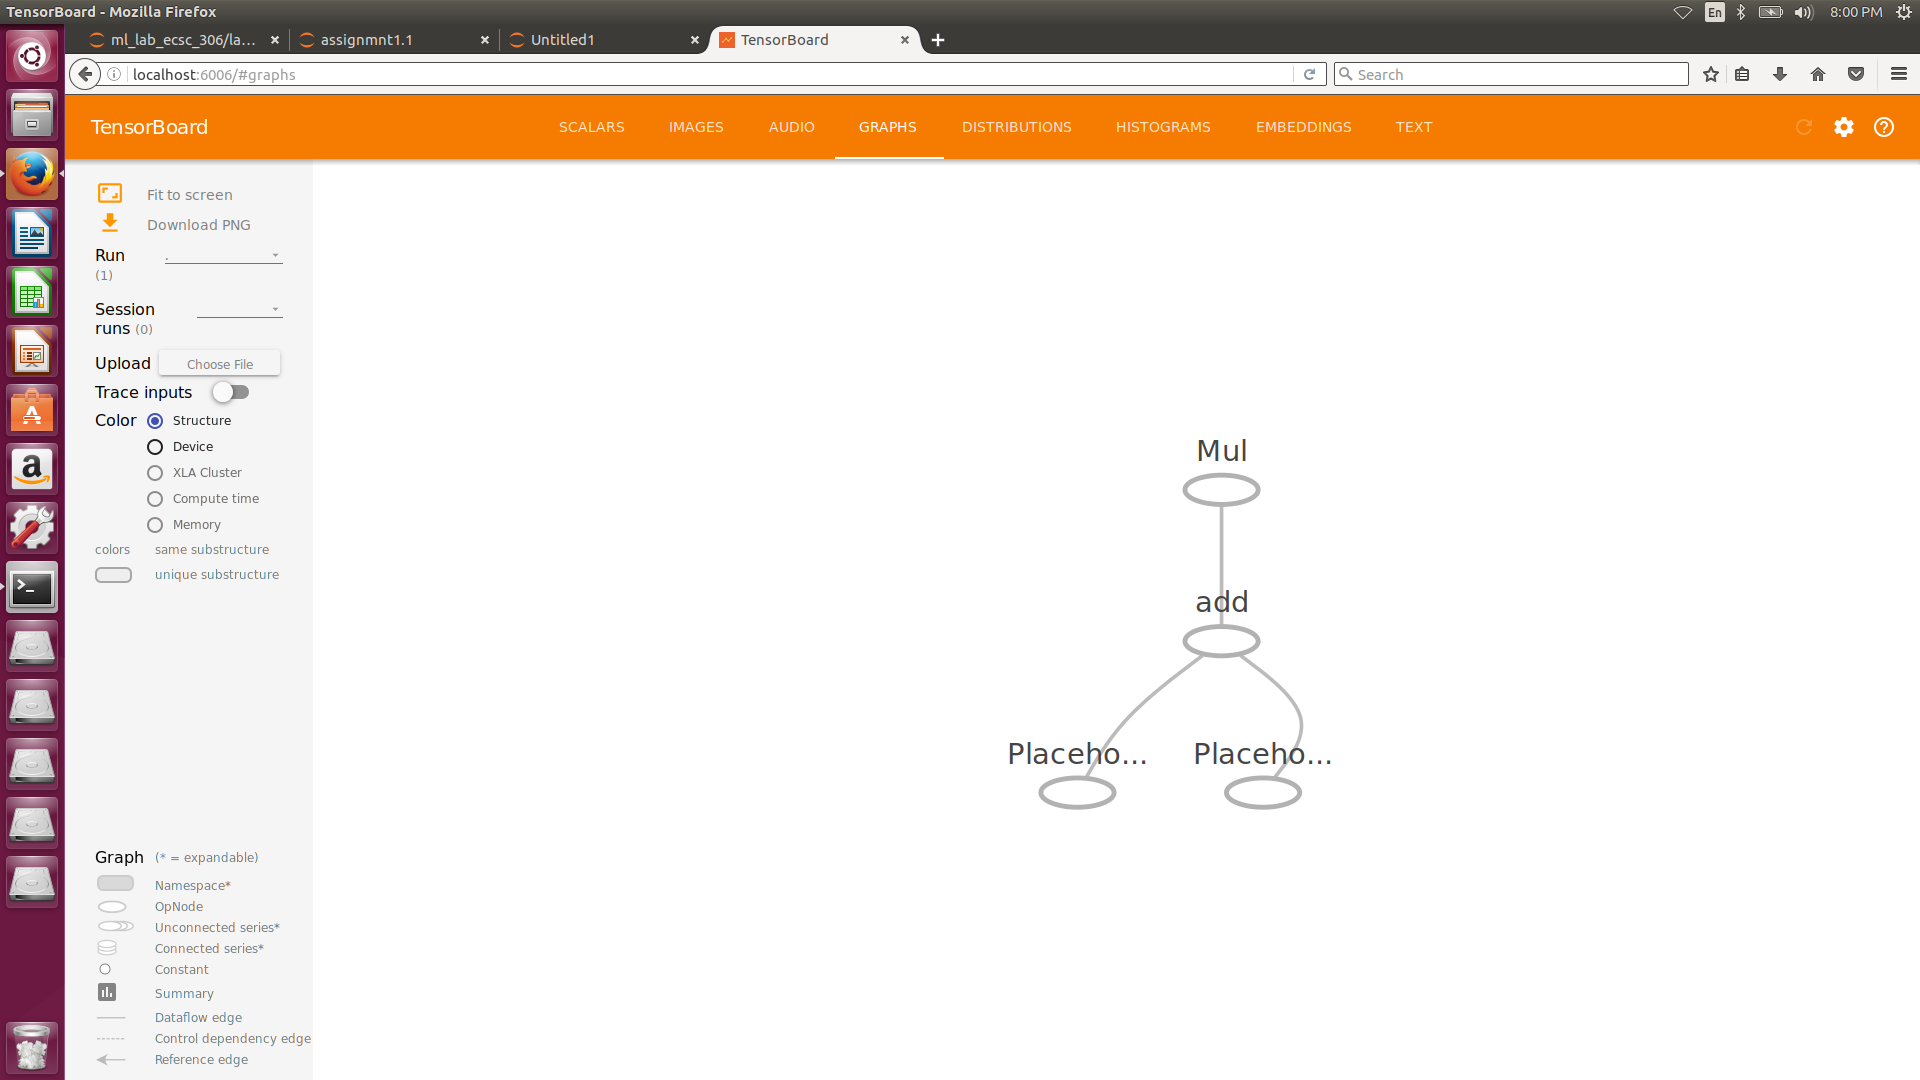 TensorBoard - Mozilla Firefox
En
8:00 PM
ml_lab_ecsc_306/la...
assignmnt1.1
Untitled1
TensorBoard
localhost:6006/#graphs
Search
TensorBoard
SCALARS
IMAGES
AUDIO
GRAPHS
DISTRIBUTIONS
HISTOGRAMS
EMBEDDINGS
TEXT
Fit to screen
Download PNG
Run
(1)
.
Session
runs (0)
Upload
Choose File
Trace inputs
Color
Structure
Device
XLA Cluster
Compute time
Memory
colors
same substructure
unique substructure
Mul
add
Placeho...
Placeho...
Graph
(* = expandable)
Namespace*
OpNode
Unconnected series*
Connected series*
Constant
Summary
Dataflow edge
Control dependency edge
Reference edge